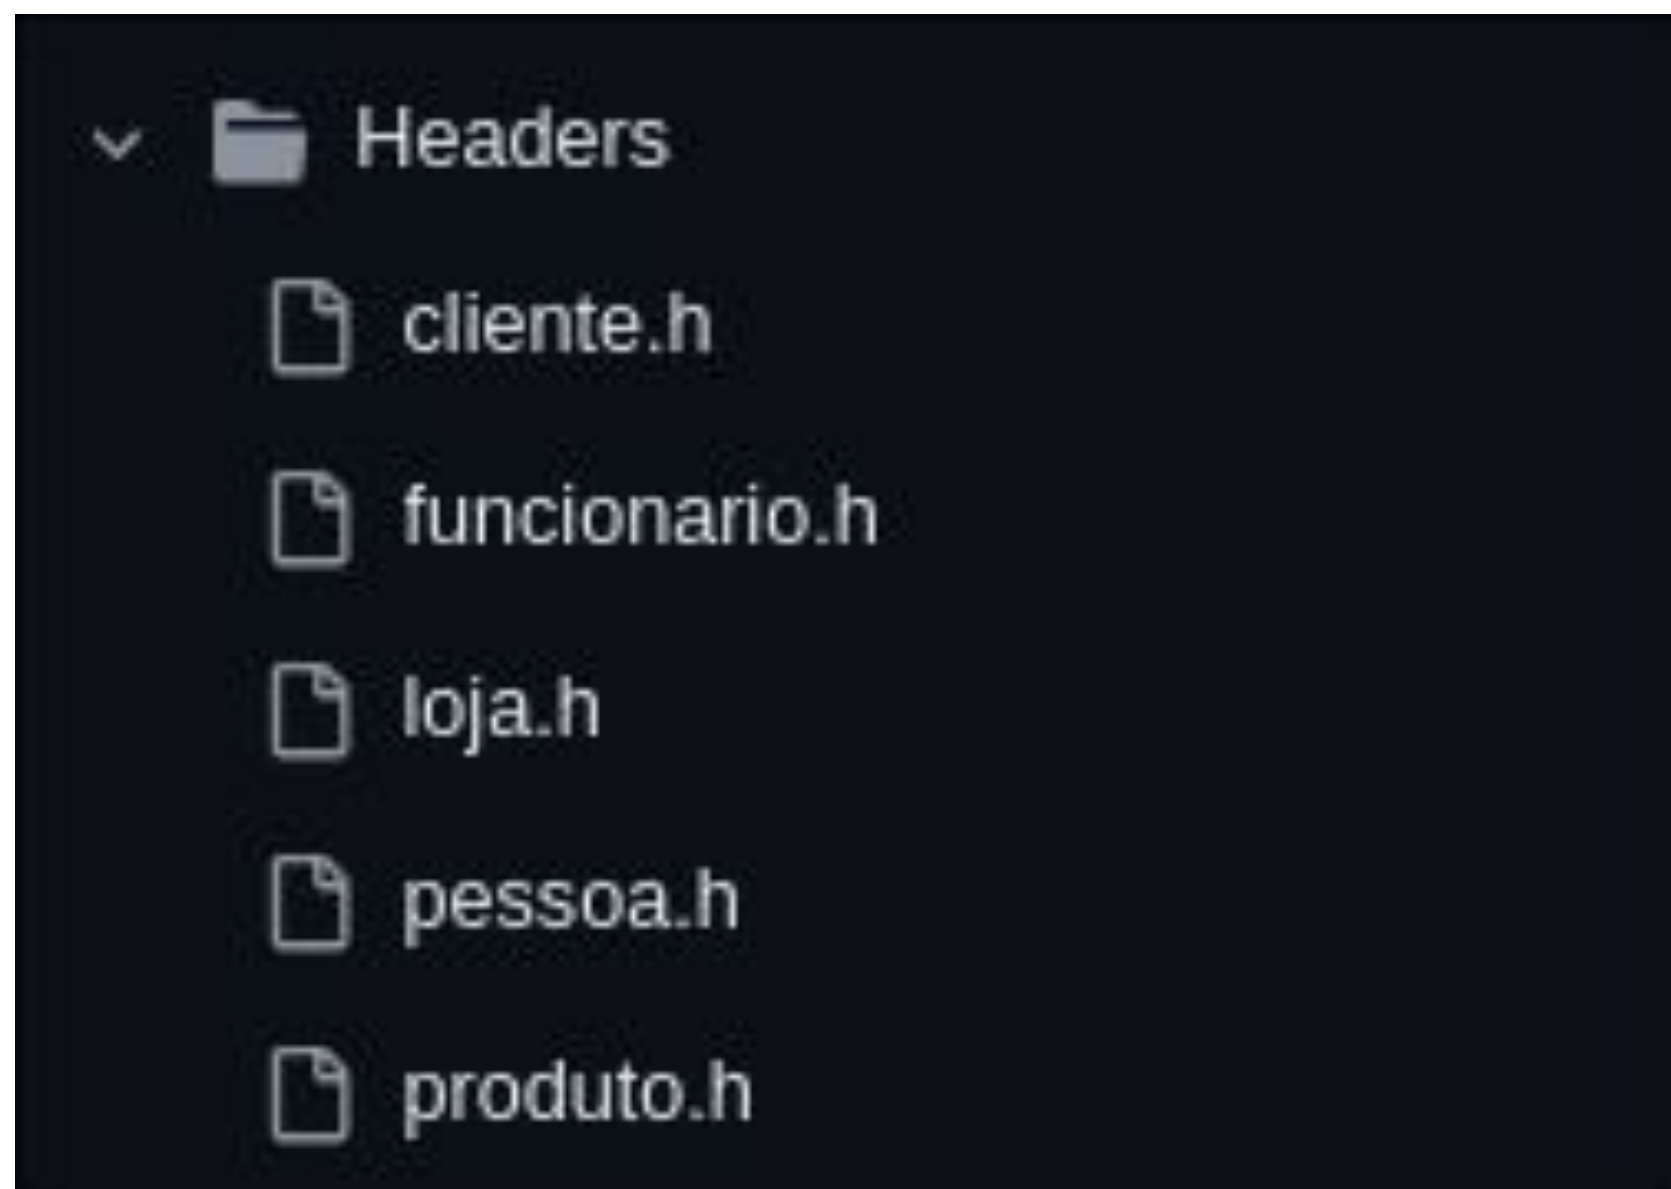 Headers
cliente.h
funcionario.h
loja.h
pessoa.h
produto.h